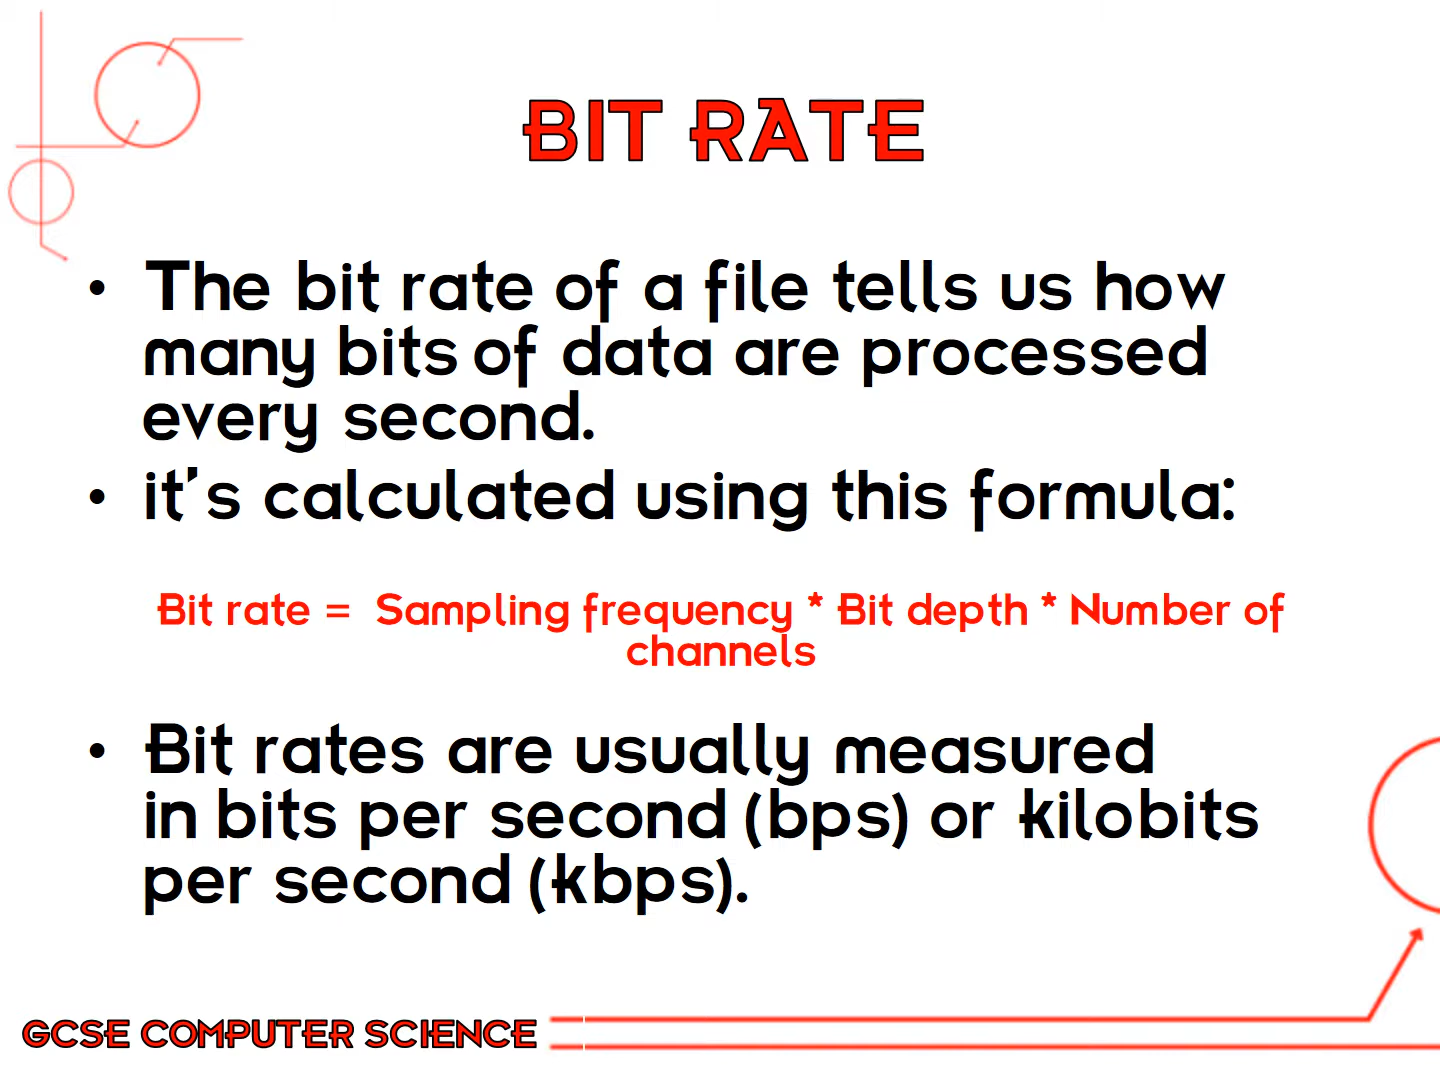 BIT RATE
• The bit rate of a file tells us how
many bits of data are processed
every second.
• it's calculated using this formula:
Bit rate = Sampling frequency * Bit depth * Number of
channels
• Bit rates are usually measured
in bits per second (bps) or kilobits
per second (kbps).
GCSE COMPUTER SCIENCE